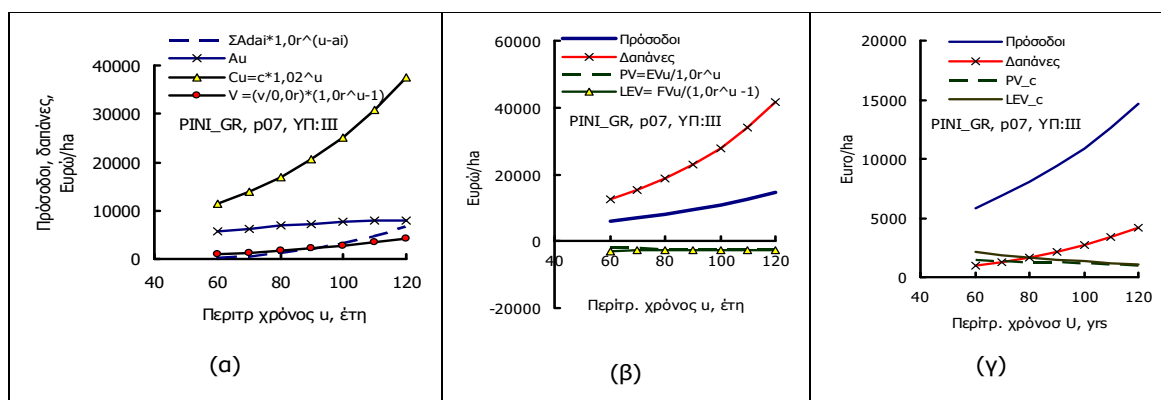 ΣAdai*1,0r^(u-ai)
Au
Cu=c*1,02^u
V =(v/0,0r)*(1,0r^u-1)
PINI_GR, p07, ΥΠ:III
Πρόσοδοι, δαπάνες,
Ευρώ/ha
40000
30000
20000
10000
0
40
60
80
100
120
Περιτρ χρόνος u, έτη
(α)
Πρόσοδοι
Δαπάνες
PV=EVu/1,0r^u
LEV= FVu/(1,0r^u -1)
PINI_GR, p07, ΥΠ:III
Ευρώ/ha
60000
40000
20000
0
-20000
40
60
80
100
120
Περίτρ. χρόνος u, έτη
(β)
Πρόσοδοι
Δαπάνες
PV_c
LEV_c
PINI_GR, p07, ΥΠ:III
Euro/ha
20000
15000
10000
5000
0
40
60
80
100
120
Περίτρ. χρόνοσ U, yrs
(γ)